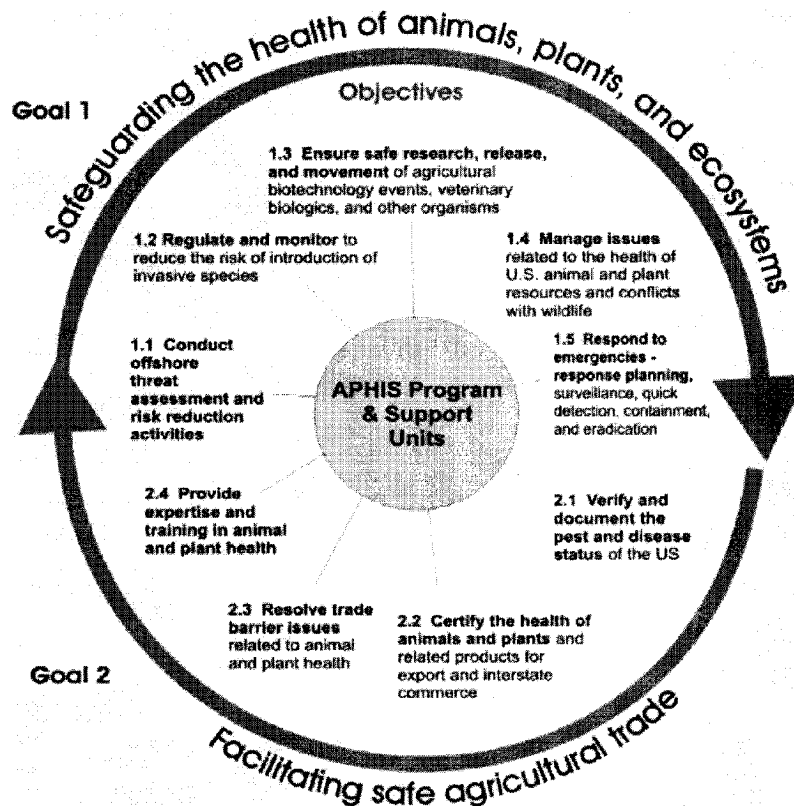 Safeguarding the health of animals, plants, and ecosystems
Goal 1
Objectives
1.3 Ensure safe research, release,
and movement of agricultural
biotechnology events, veterinary
biologics, and other organisms
1.2 Regulate and monitor to
reduce the risk of introduction of
invasive species
1.4 Manage issues
related to the health of
U.S. animal and plant
resources and conflicts
with wildlife
1.1 Conduct
offshore
threat
assessment and
risk reduction
activities
1.5 Respond to
emergencies -
response planning,
surveillance, quick
detection, containment,
and eradication
APHIS Program
& Support
Units
2.4 Provide
expertise and
training in animal
and plant health
2.1 Verify and
document the
pest and disease
status of the US
2.3 Resolve trade
barrier issues
related to animal
and plant health
2.2 Certify the health of
animals and plants and
related products for
export and interstate
commerce
Goal 2
Facilitating safe agricultural trade